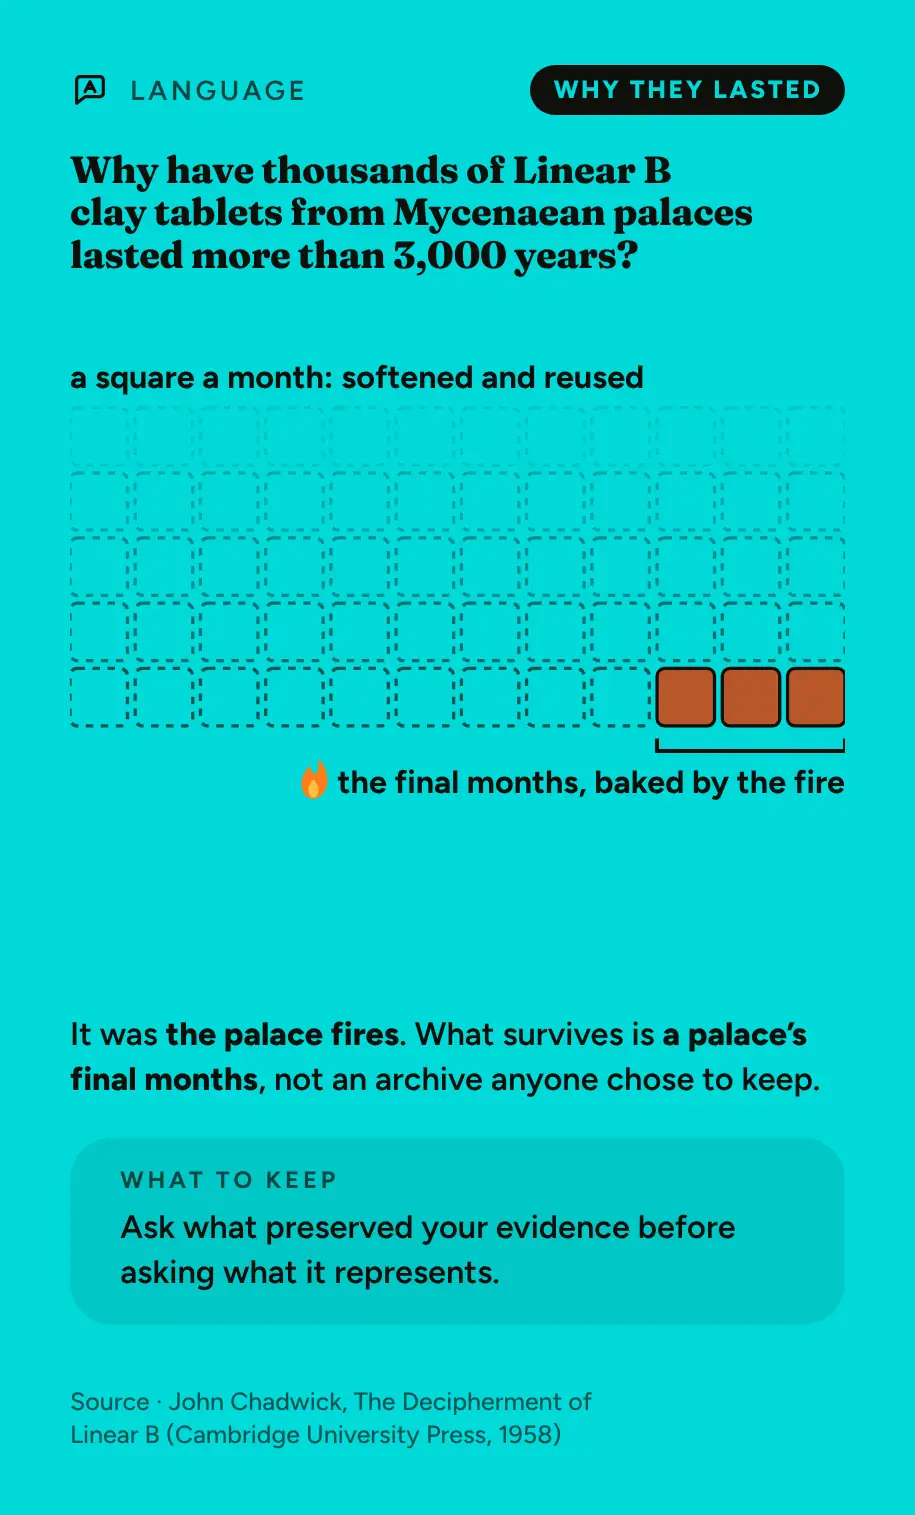 LANGUAGE
WHY THEY LASTED
Why have thousands of Linear B
clay tablets from Mycenaean palaces
lasted more than 3,000 years?
a square a month: softened and reused
the final months, baked by the fire
It was the palace fires. What survives is a palace’s
final months, not an archive anyone chose to keep.
WHAT TO KEEP
Ask what preserved your evidence before
asking what it represents.
Source · John Chadwick, The Decipherment of
Linear B (Cambridge University Press, 1958)